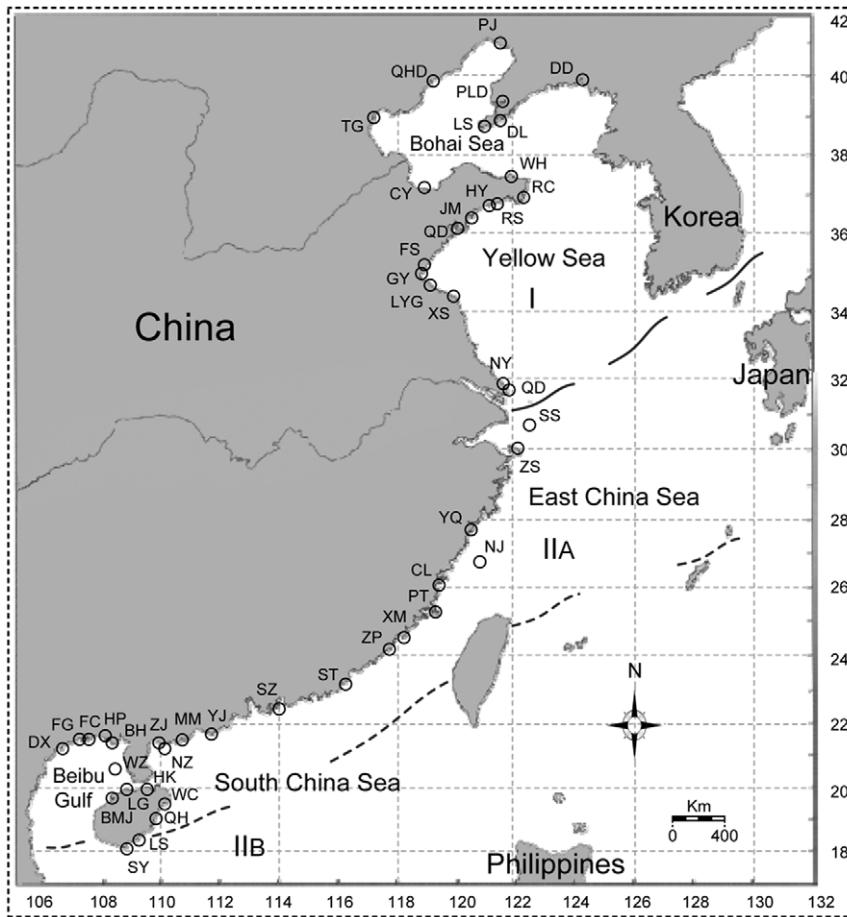 42
PJ
QHD
DD
40
PLD
TG
LS
DL
Bohai Sea
38
WH
CY
HY
RC
JM
RS
Korea
QD
36
FS
Yellow Sea
GY
LYG
I
XS
34
China
NY
QD
32
Japan
SS
30
ZS
East China Sea
YQ
NJ
28
IIA
CL
26
PT
XM
ZP
N
24
ST
SZ
YJ
MM
ZJ
BH
HP
FC
FG
DX
22
WZ
NZ
Beibu
Gulf
HK
South China Sea
WC
20
LG
BMJ
QH
Km
0 400
LS
IIB
SY
Philippines
18
106 108 110 112 114 116 118 120 122 124 126 128 130 132